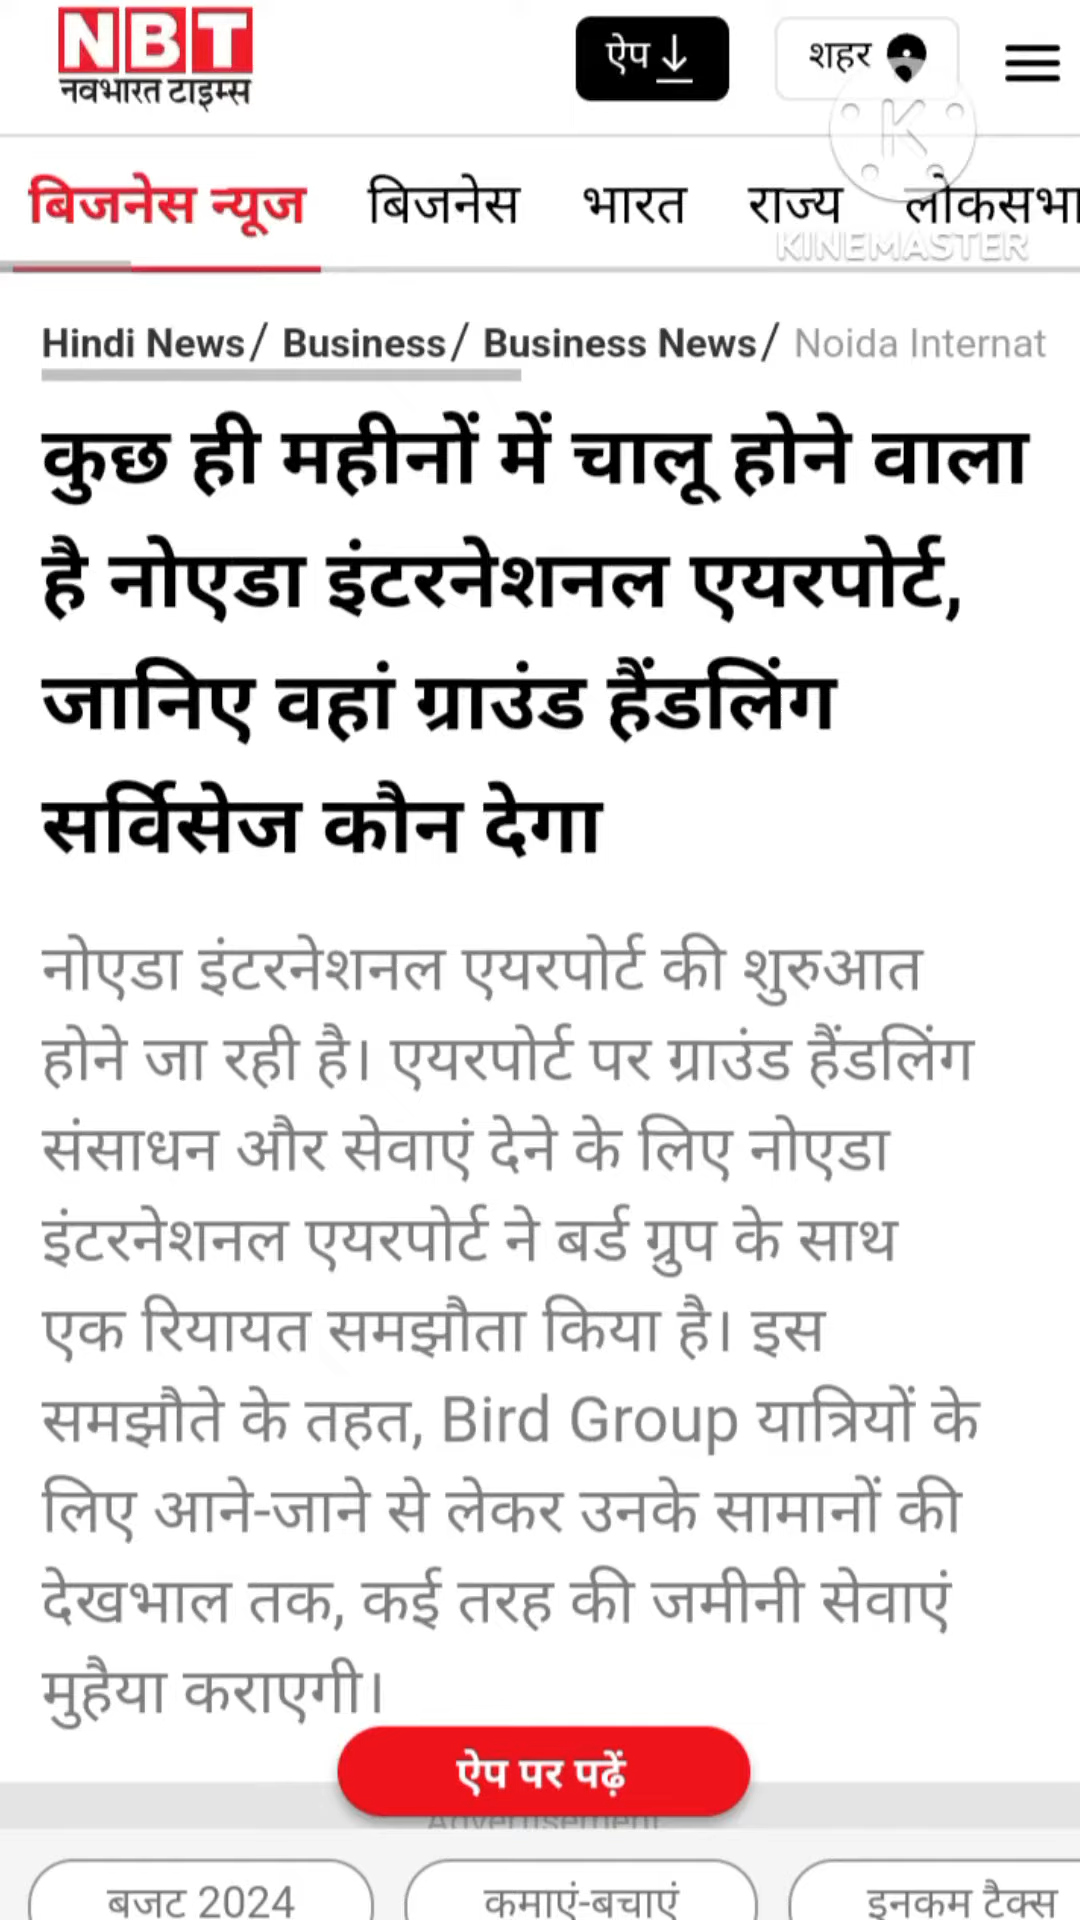 NBT
नवभारत टाइम्स
ऐप
शहर
K
KINEMASTER
बिजनेस न्यूज बिजनेस भारत राज्य लोकसभा
Hindi News/ Business/ Business News/ Noida Internat
कुछ ही महीनों में चालू होने वाला
है नोएडा इंटरनेशनल एयरपोर्ट,
जानिए वहां ग्राउंड हैंडलिंग
सर्विसेज कौन देगा
नोएडा इंटरनेशनल एयरपोर्ट की शुरुआत
होने जा रही है। एयरपोर्ट पर ग्राउंड हैंडलिंग
संसाधन और सेवाएं देने के लिए नोएडा
इंटरनेशनल एयरपोर्ट ने बर्ड ग्रुप के साथ
एक रियायत समझौता किया है। इस
समझौते के तहत, Bird Group यात्रियों के
लिए आने-जाने से लेकर उनके सामानों की
देखभाल तक, कई तरह की जमीनी सेवाएं
मुहैया कराएगी।
ऐप पर पढ़ें
Advertisement
बजट 2024 कमाएं-बचाएं इनकम टैक्स